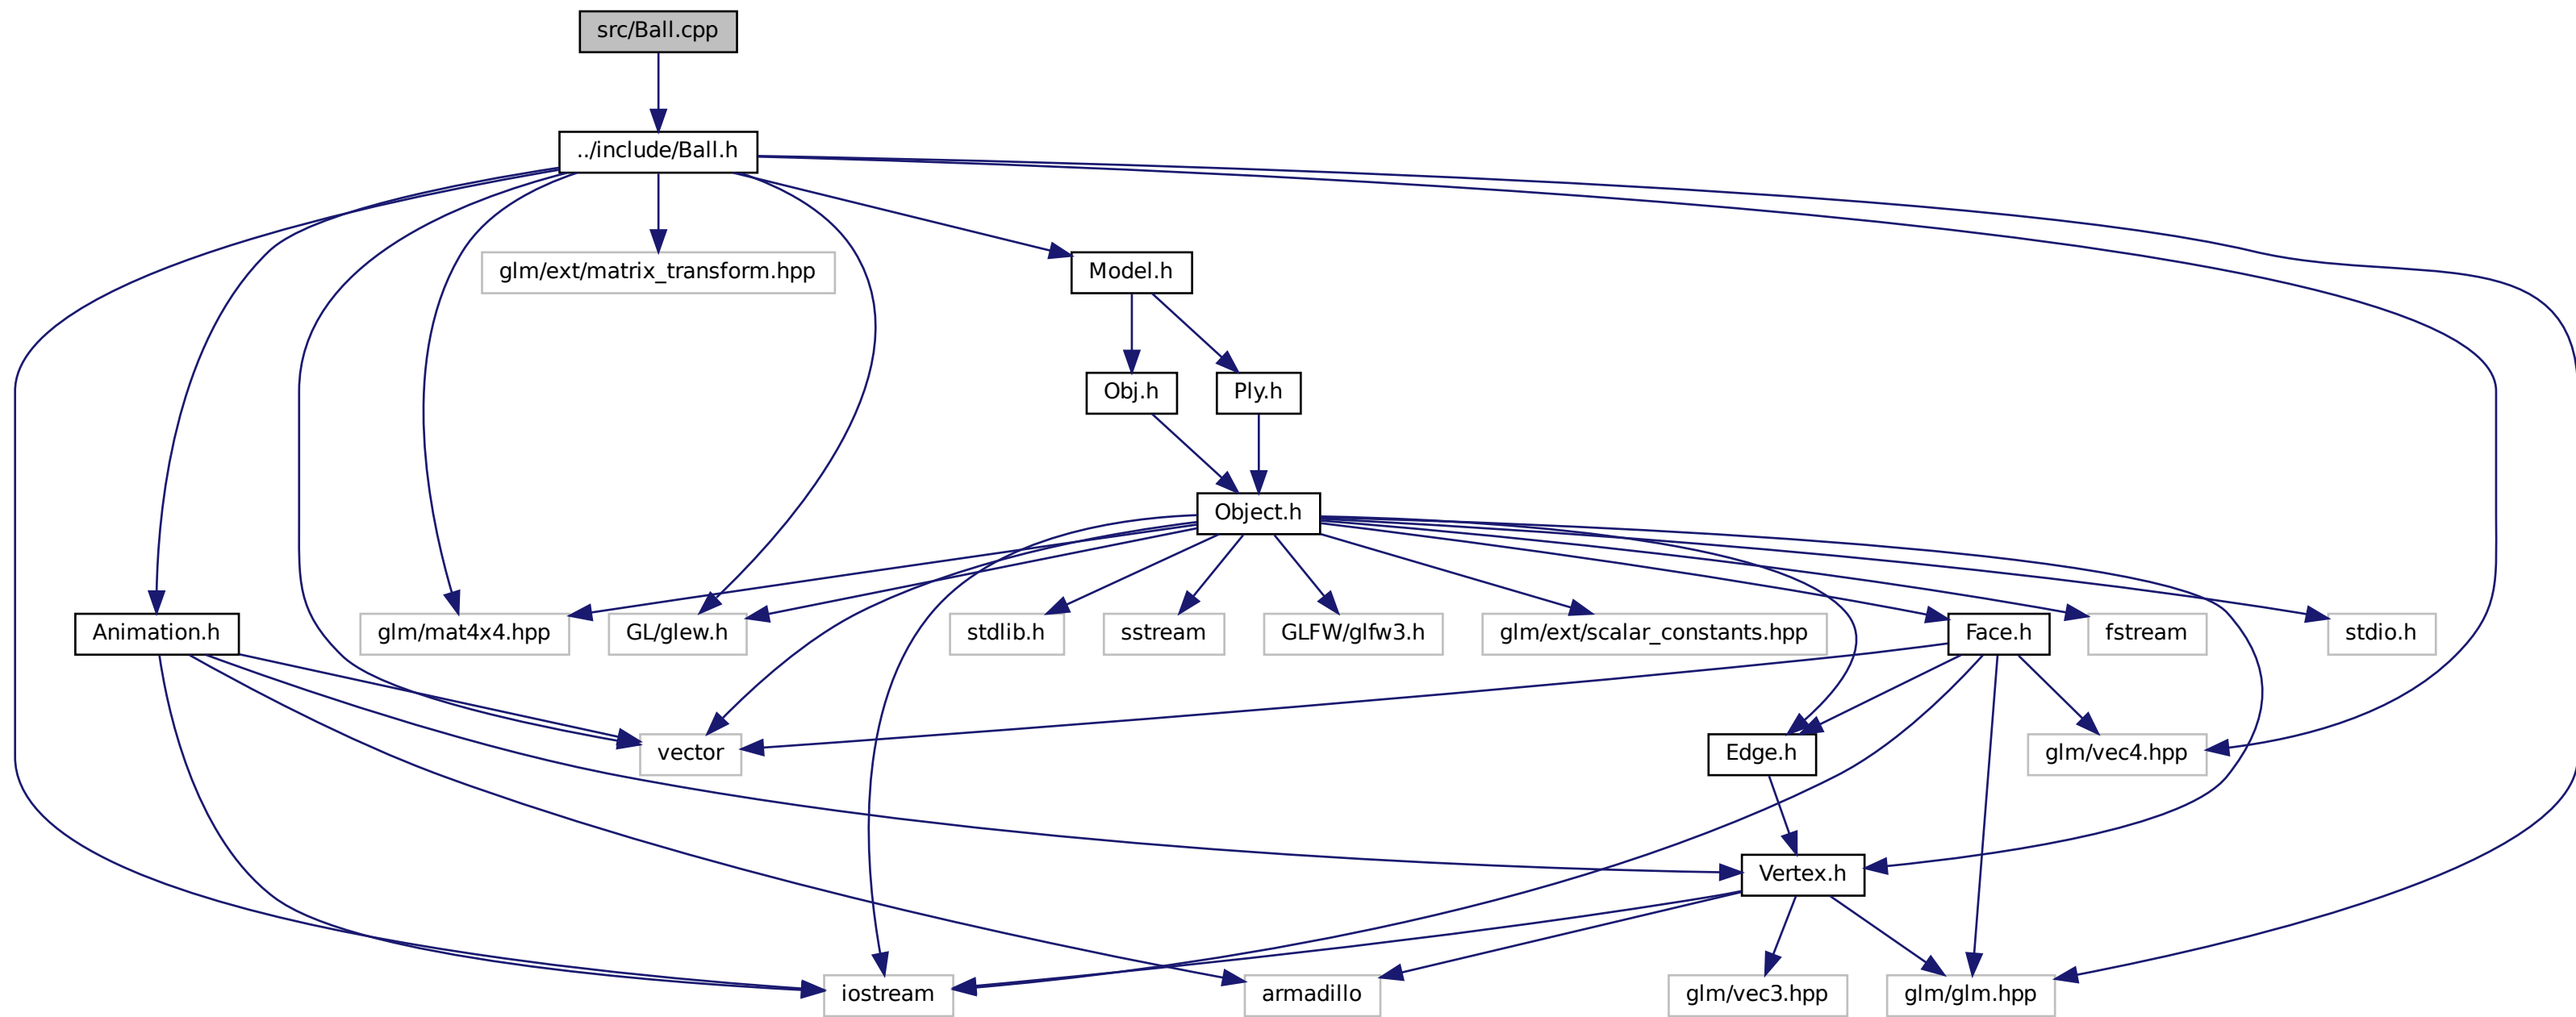 src/Ball.cpp
../include/Ball.h
glm/ext/matrix_transform.hpp
Model.h
Obj.h
Ply.h
Object.h
Animation.h
glm/mat4x4.hpp
GL/glew.h
stdlib.h
sstream
GLFW/glfw3.h
glm/ext/scalar_constants.hpp
Face.h
fstream
stdio.h
vector
Edge.h
glm/vec4.hpp
Vertex.h
iostream
armadillo
glm/vec3.hpp
glm/glm.hpp